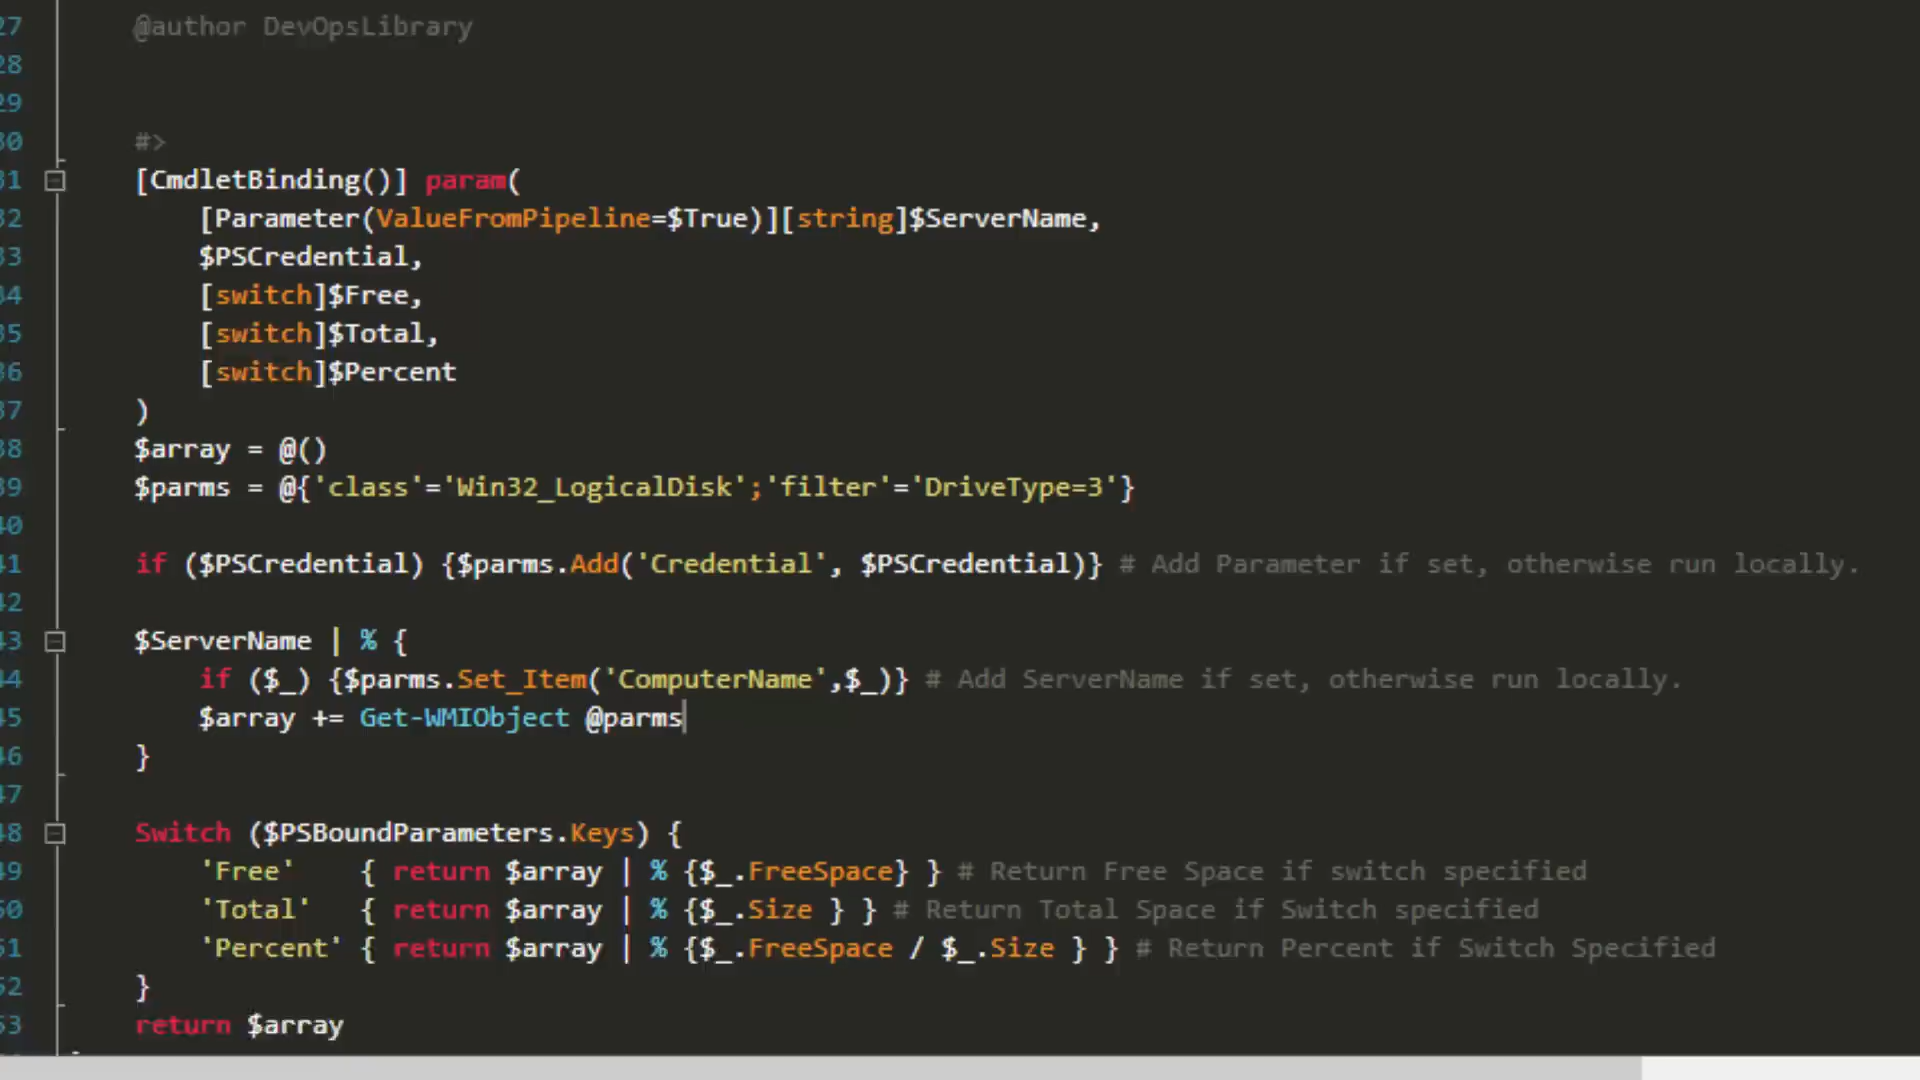 27 @author DevOpsLibrary
28
29
30 #>
31 [CmdletBinding()] param(
32 [Parameter(ValueFromPipeline=$True)][string]$ServerName,
33 $PSCredential,
34 [switch]$Free,
35 [switch]$Total,
36 [switch]$Percent
37 )
38 $array = @()
39 $parms = @{'class'='Win32_LogicalDisk';'filter'='DriveType=3'}
40
41 if ($PSCredential) {$parms.Add('Credential', $PSCredential)} # Add Parameter if set, otherwise run locally.
42
43 $ServerName | % {
44 if ($_) {$parms.Set_Item('ComputerName',$_)} # Add ServerName if set, otherwise run locally.
45 $array += Get-WMIObject @parms
46 }
47
48 Switch ($PSBoundParameters.Keys) {
49 'Free' { return $array | % {$_.FreeSpace} } # Return Free Space if switch specified
50 'Total' { return $array | % {$_.Size } } # Return Total Space if Switch specified
51 'Percent' { return $array | % {$_.FreeSpace / $_.Size } } # Return Percent if Switch Specified
52 }
53 return $array